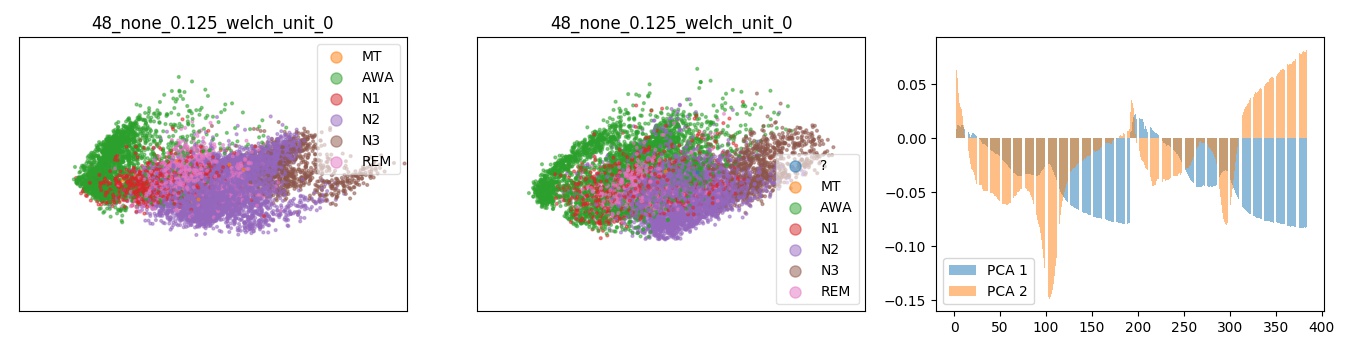 48_none_0.125_welch_unit_0
MT
AWA
N1
N2
N3
REM
48_none_0.125_welch_unit_0
?
MT
AWA
N1
N2
N3
REM
0.05
0.00
−0.05
−0.10
−0.15
PCA 1
PCA 2
0 50 100 150 200 250 300 350 400